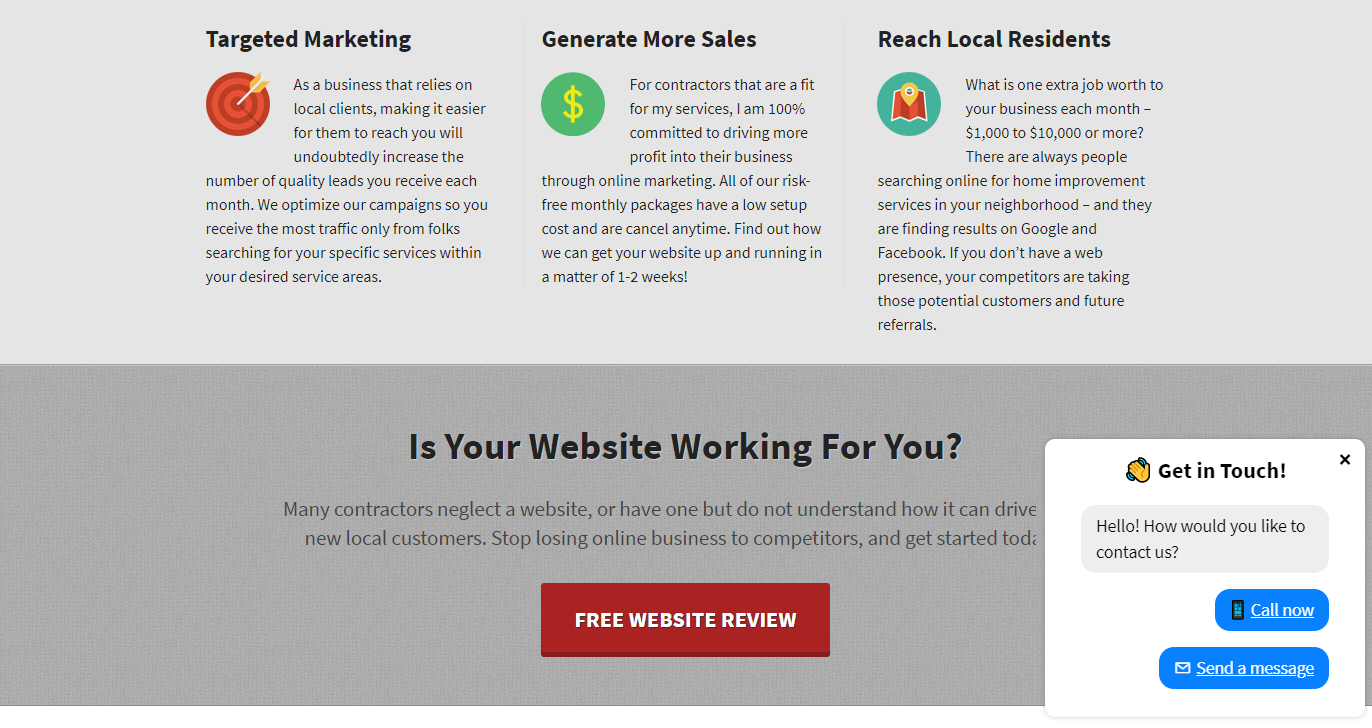 Targeted Marketing
As a business that relies on
local clients, making it easier
for them to reach you will
undoubtedly increase the
number of quality leads you receive each
month. We optimize our campaigns so you
receive the most traffic only from folks
searching for your specific services within
your desired service areas.
Generate More Sales
$
For contractors that are a fit
for my services, I am 100%
committed to driving more
profit into their business
through online marketing. All of our risk-
free monthly packages have a low setup
cost and are cancel anytime. Find out how
we can get your website up and running in
a matter of 1-2 weeks!
Reach Local Residents
What is one extra job worth to
your business each month –
$1,000 to $10,000 or more?
There are always people
searching online for home improvement
services in your neighborhood – and they
are finding results on Google and
Facebook. If you don’t have a web
presence, your competitors are taking
those potential customers and future
referrals.
Is Your Website Working For You?
Many contractors neglect a website, or have one but do not understand how it can drive
new local customers. Stop losing online business to competitors, and get started toda
FREE WEBSITE REVIEW
Get in Touch!
×
Hello! How would you like to
contact us?
Call now
Send a message